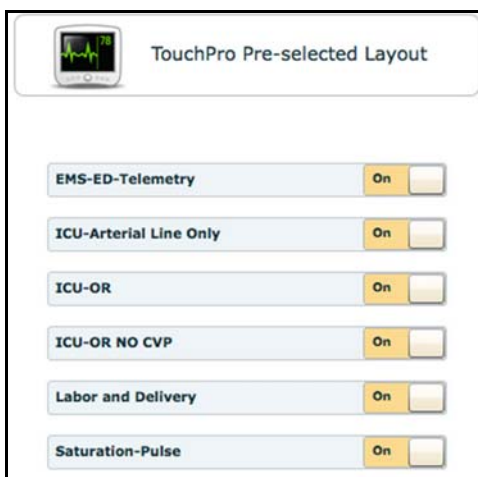 78
TouchPro Pre-selected Layout
EMS-ED-Telemetry On
ICU-Arterial Line Only On
ICU-OR On
ICU-OR NO CVP On
Labor and Delivery On
Saturation-Pulse On